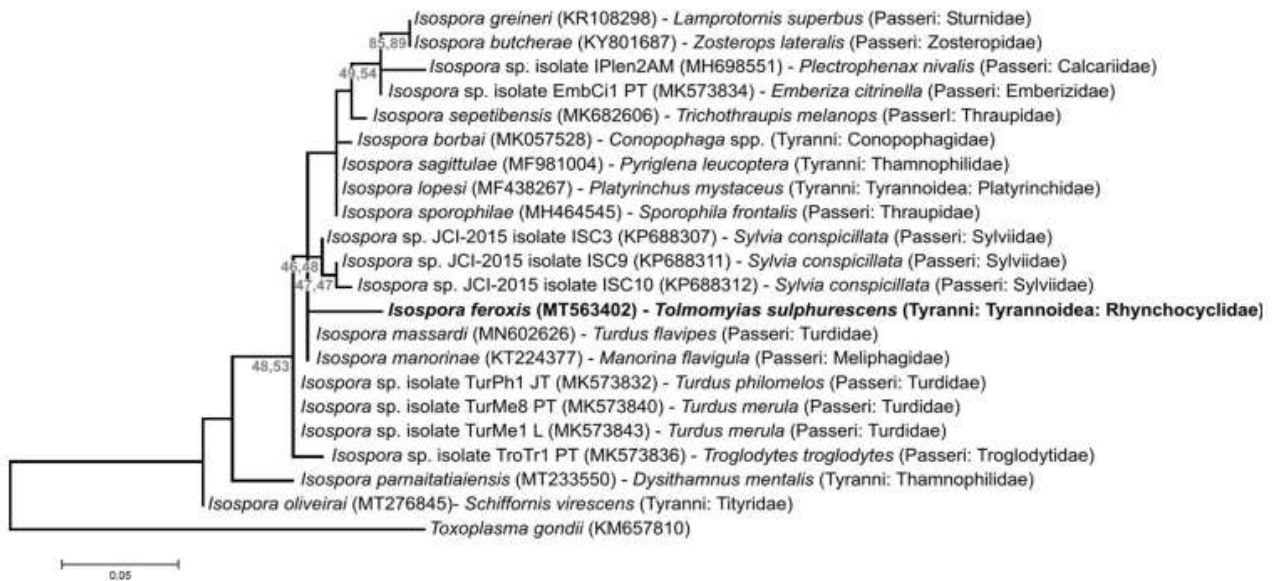 Isospora greineri (KR108298) - Lamprotornis superbus (Passeri: Sturnidae)
85,89
Isospora butcherae (KY801687) - Zosterops lateralis (Passeri: Zosteropidae)
Isospora sp. isolate IPlen2AM (MH698551) - Plectrophenax nivalis (Passeri: Calcariidae)
49,54
Isospora sp. isolate EmbCi1 PT (MK573834) - Emberiza citrinella (Passeri: Emberizidae)
Isospora sepetibensis (MK682606) - Trichothraupis melanops (PasserI: Thraupidae)
Isospora borbai (MK057528) - Conopophaga spp. (Tyranni: Conopophagidae)
Isospora sagittulae (MF981004) - Pyriglena leucoptera (Tyranni: Thamnophilidae)
Isospora lopesi (MF438267) - Platyrinchus mystaceus (Tyranni: Tyrannoidea: Platyrinchidae)
Isospora sporophilae (MH464545) - Sporophila frontalis (Passeri: Thraupidae)
Isospora sp. JCI-2015 isolate ISC3 (KP688307) - Sylvia conspicillata (Passeri: Sylviidae)
46,48
Isospora sp. JCI-2015 isolate ISC9 (KP688311) - Sylvia conspicillata (Passeri: Sylviidae)
47,47
Isospora sp. JCI-2015 isolate ISC10 (KP688312) - Sylvia conspicillata (Passeri: Sylviidae)
Isospora feroxis (MT563402) - Tolmomyias sulphurescens (Tyranni: Tyrannoidea: Rhynchocyclidae)
Isospora massardi (MN602626) - Turdus flavipes (Passeri: Turdidae)
Isospora manorinae (KT224377) - Manorina flavigula (Passeri: Meliphagidae)
48,53
Isospora sp. isolate TurPh1 JT (MK573832) - Turdus philomelos (Passeri: Turdidae)
Isospora sp. isolate TurMe8 PT (MK573840) - Turdus merula (Passeri: Turdidae)
Isospora sp. isolate TurMe1 L (MK573843) - Turdus merula (Passeri: Turdidae)
Isospora sp. isolate TroTr1 PT (MK573836) - Troglodytes troglodytes (Passeri: Troglodytidae)
Isospora parnaitatiaiensis (MT233550) - Dysithamnus mentalis (Tyranni: Thamnophilidae)
Isospora oliveirai (MT276845)- Schiffornis virescens (Tyranni: Tityridae)
Toxoplasma gondii (KM657810)
0.05